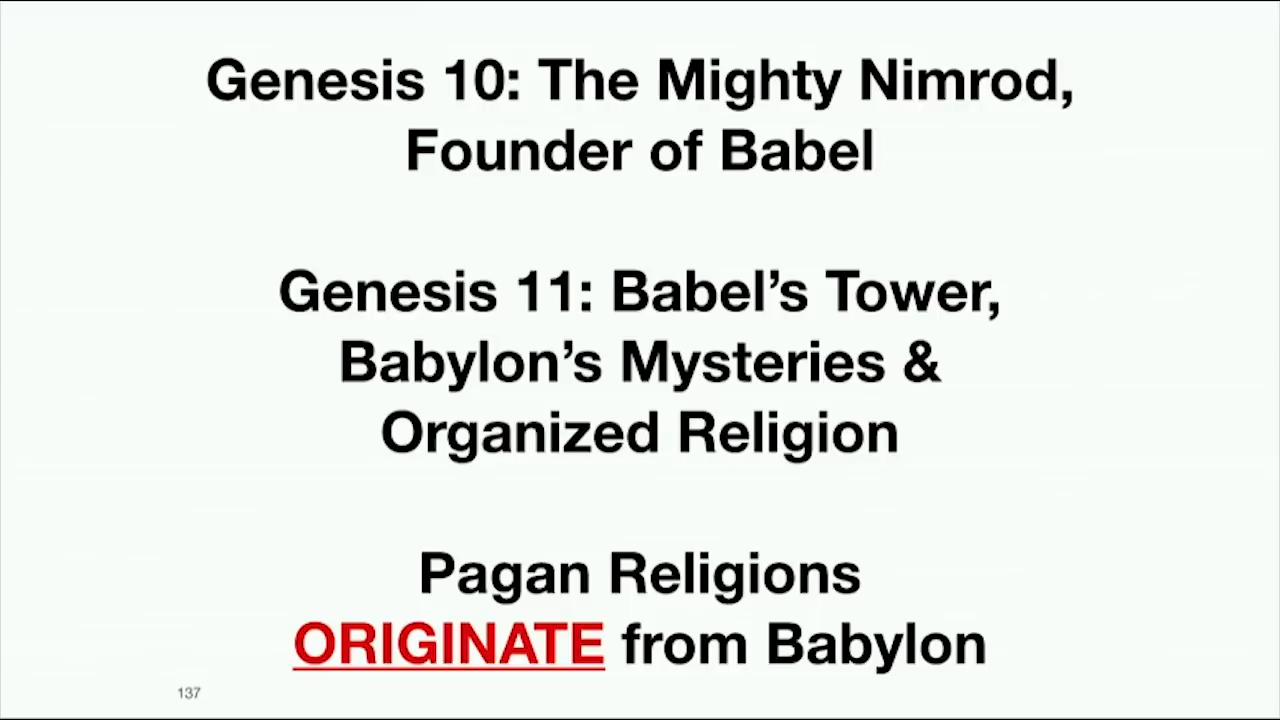 Genesis 10: The Mighty Nimrod,
Founder of Babel
Genesis 11: Babel’s Tower,
Babylon’s Mysteries &
Organized Religion
Pagan Religions
ORIGINATE from Babylon
137